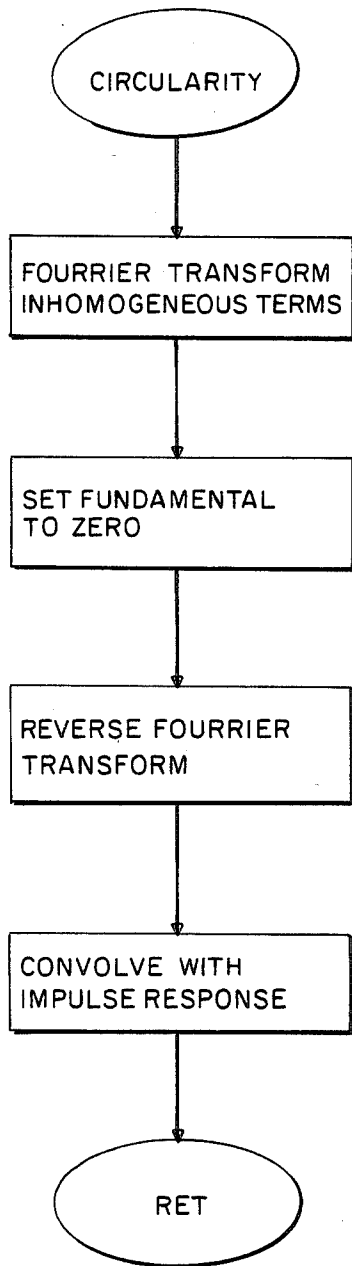 CIRCULARITY
FOURRIER TRANSFORM
INHOMOGENEOUS TERMS
SET FUNDAMENTAL
TO ZERO
REVERSE FOURRIER
TRANSFORM
CONVOLVE WITH
IMPULSE RESPONSE
RET